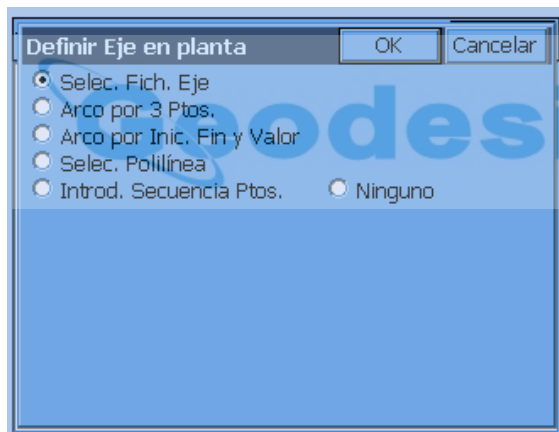 Definir Eje en planta OK Cancelar
Selec. Fich. Eje
Arco por 3 Ptos.
Arco por Inic. Fin y Valor
Selec. Polilínea
Introd. Secuencia Ptos. Ninguno
Geodesi